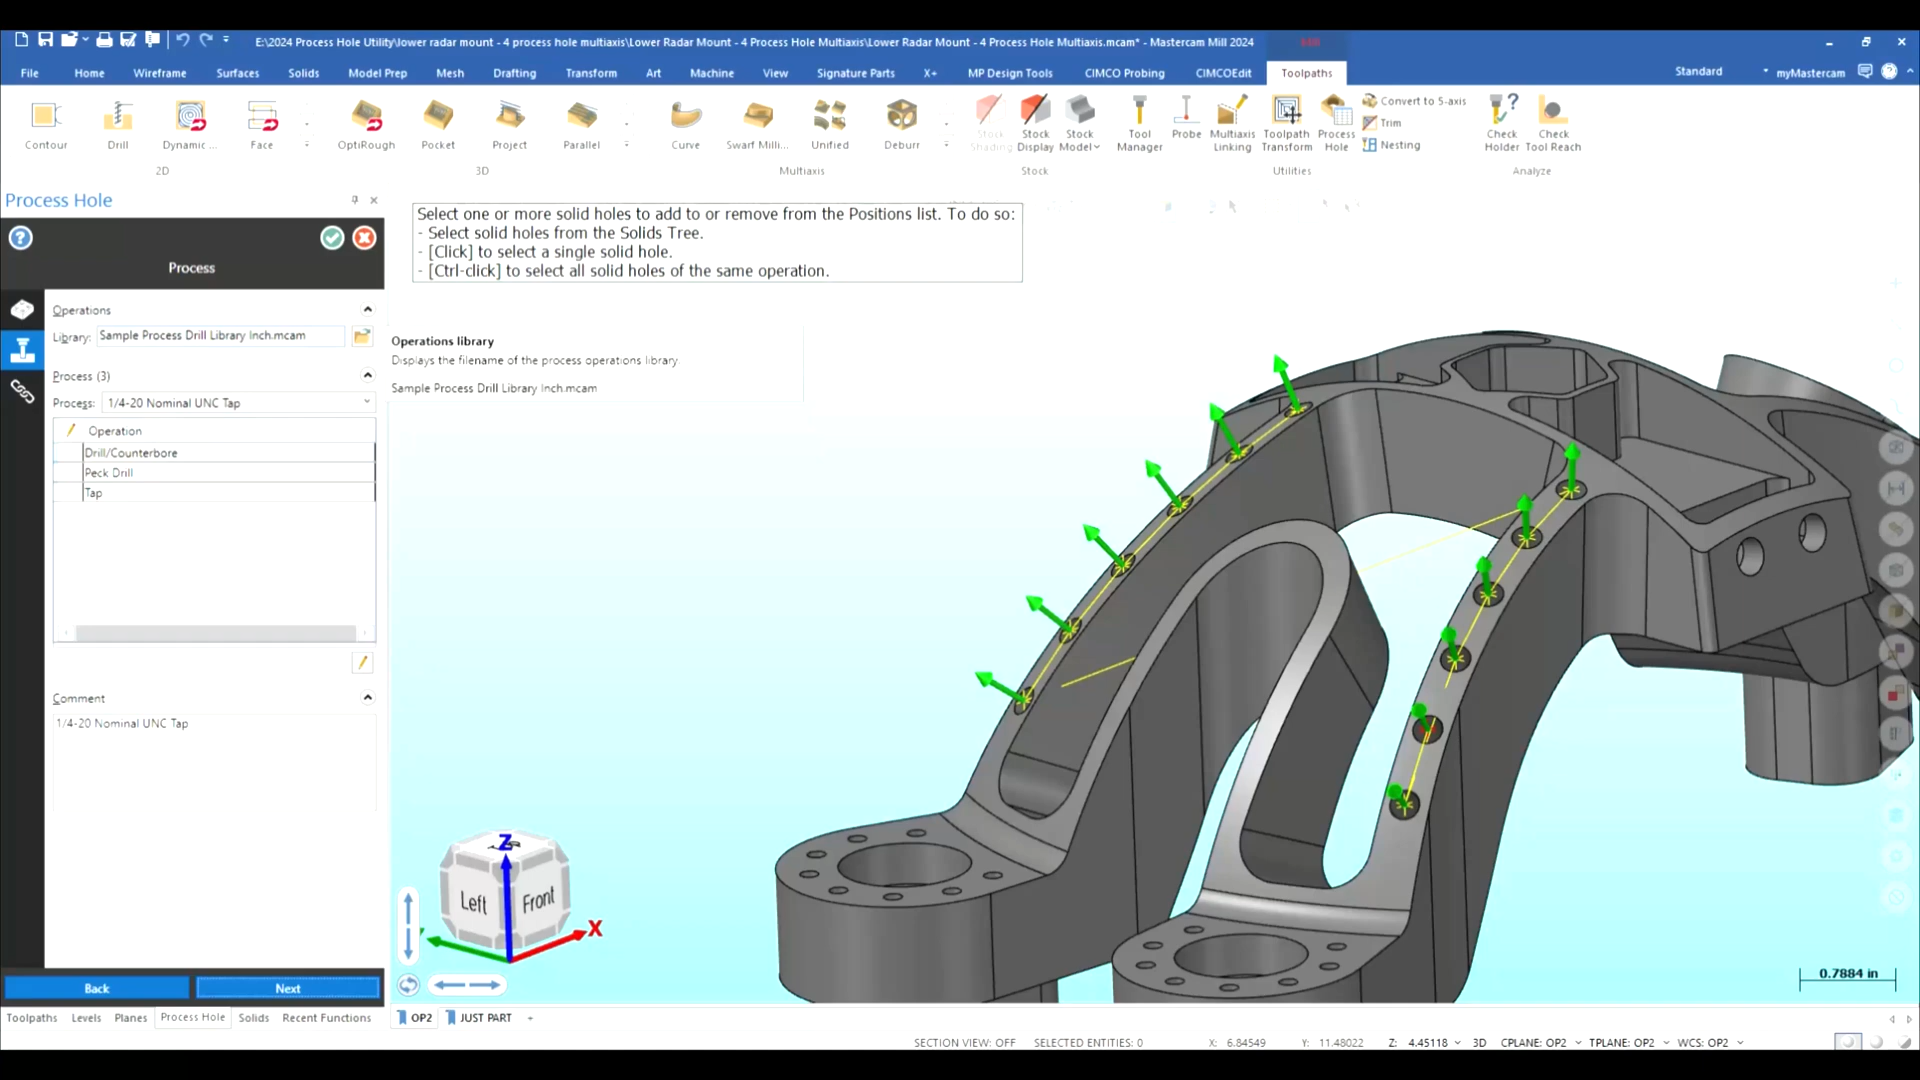 E:\2024 Process Hole Utility\lower radar mount - 4 process hole multiaxis\Lower Radar Mount - 4 Process Hole Multiaxis\Lower Radar Mount - 4 Process Hole Multiaxis.mcam* - Mastercam Mill 2024
Mill
File Home Wireframe Surfaces Solids Model Prep Mesh Drafting Transform Art Machine View Signature Parts X+ MP Design Tools CIMCO Probing CIMCOEdit Toolpaths Standard myMastercam
Contour Drill Dynamic ... Face OptiRough Pocket Project Parallel Curve Swarf Milli... Unified Deburr
Stock Shading Stock Display Stock Model Tool Manager Probe Multiaxis Linking Toolpath Transform Process Hole
Convert to 5-axis
Trim
Nesting
Check Holder Check Tool Reach
2D 3D Multiaxis Stock Utilities Analyze
Process Hole
Process
Operations
Library: Sample Process Drill Library Inch.mcam
Process (3)
Process: 1/4-20 Nominal UNC Tap
Operation
Drill/Counterbore
Peck Drill
Tap
Comment
1/4-20 Nominal UNC Tap
Back Next
Toolpaths Levels Planes Process Hole Solids Recent Functions
Select one or more solid holes to add to or remove from the Positions list. To do so:
- Select solid holes from the Solids Tree.
- [Click] to select a single solid hole.
- [Ctrl-click] to select all solid holes of the same operation.
Operations library
Displays the filename of the process operations library.
Sample Process Drill Library Inch.mcam
Z
Left Front
X
0.7884 in
OP2 JUST PART +
SECTION VIEW: OFF SELECTED ENTITIES: 0 X: 6.84549 Y: 11.48022 Z: 4.45118 3D CPLANE: OP2 TPLANE: OP2 WCS: OP2